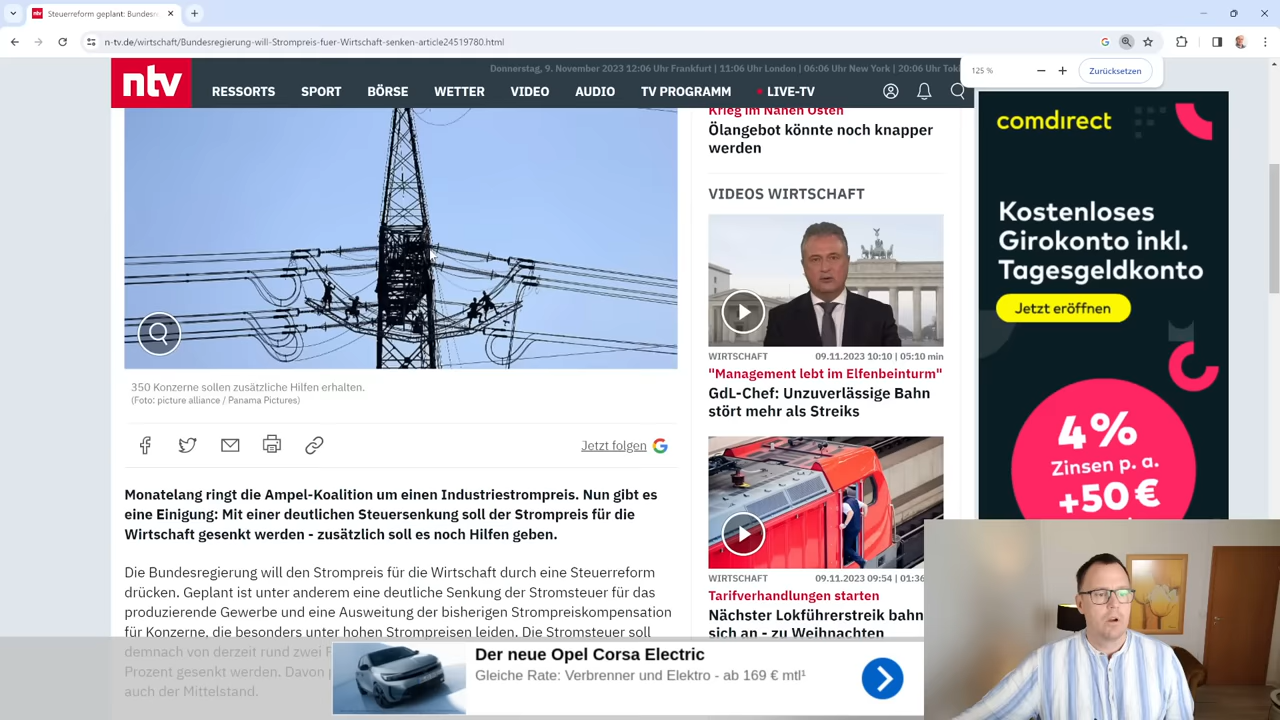 Steuerreform geplant: Bundesr
n-tv.de/wirtschaft/Bundesregierung-will-Strompreis-fuer-Wirtschaft-senken-article24519780.html
125 %
Zurücksetzen
Donnerstag, 9. November 2023 12:06 Uhr Frankfurt | 11:06 Uhr London | 06:06 Uhr New York | 20:06 Uhr Toki
ntv
RESSORTS SPORT BÖRSE WETTER VIDEO AUDIO TV PROGRAMM LIVE-TV
350 Konzerne sollen zusätzliche Hilfen erhalten.
(Foto: picture alliance / Panama Pictures)
Jetzt folgen
Monatelang ringt die Ampel-Koalition um einen Industriestrompreis. Nun gibt es
eine Einigung: Mit einer deutlichen Steuersenkung soll der Strompreis für die
Wirtschaft gesenkt werden - zusätzlich soll es noch Hilfen geben.
Die Bundesregierung will den Strompreis für die Wirtschaft durch eine Steuerreform
drücken. Geplant ist unter anderem eine deutliche Senkung der Stromsteuer für das
produzierende Gewerbe und eine Ausweitung der bisherigen Strompreiskompensation
für Konzerne, die besonders unter hohen Strompreisen leiden. Die Stromsteuer soll
demnach von derzeit rund zwei
Prozent gesenkt werden. Davon
auch der Mittelstand.
Krieg im Nahen Osten
Ölangebot könnte noch knapper
werden
VIDEOS WIRTSCHAFT
WIRTSCHAFT 09.11.2023 10:10 | 05:10 min
"Management lebt im Elfenbeinturm"
GdL-Chef: Unzuverlässige Bahn
stört mehr als Streiks
WIRTSCHAFT 09.11.2023 09:54 | 01:36
Tarifverhandlungen starten
Nächster Lokführerstreik bahn
sich an - zu Weihnachten
comdirect
Kostenloses
Girokonto inkl.
Tagesgeldkonto
Jetzt eröffnen
4%
Zinsen p. a.
+50 €
Der neue Opel Corsa Electric
Gleiche Rate: Verbrenner und Elektro - ab 169 € mtl¹